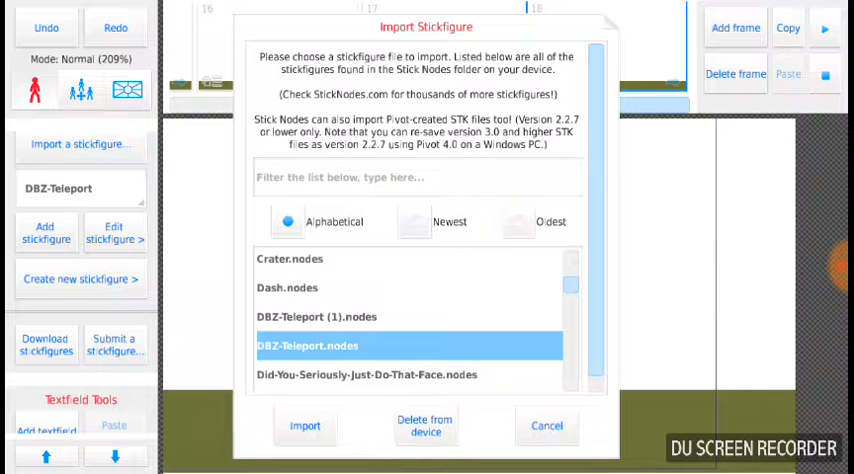 Undo
Redo
Mode: Normal (209%)
Import a stickfigure...
DBZ-Teleport
Add stickfigure
Edit stickfigure >
Create new stickfigure >
Download stickfigures
Submit a stickfigure...
Textfield Tools
Add textfield
Paste
16
17
18
Import Stickfigure
Please choose a stickfigure file to import. Listed below are all of the
stickfigures found in the Stick Nodes folder on your device.
(Check StickNodes.com for thousands of more stickfigures!)
Stick Nodes can also import Pivot-created STK files too! (Version 2.2.7
or lower only. Note that you can re-save version 3.0 and higher STK
files as version 2.2.7 using Pivot 4.0 on a Windows PC.)
Filter the list below, type here...
Alphabetical
Newest
Oldest
Crater.nodes
Dash.nodes
DBZ-Teleport (1).nodes
DBZ-Teleport.nodes
Did-You-Seriously-Just-Do-That-Face.nodes
Import
Delete from device
Cancel
Add frame
Copy
Delete frame
Paste
DU SCREEN RECORDER